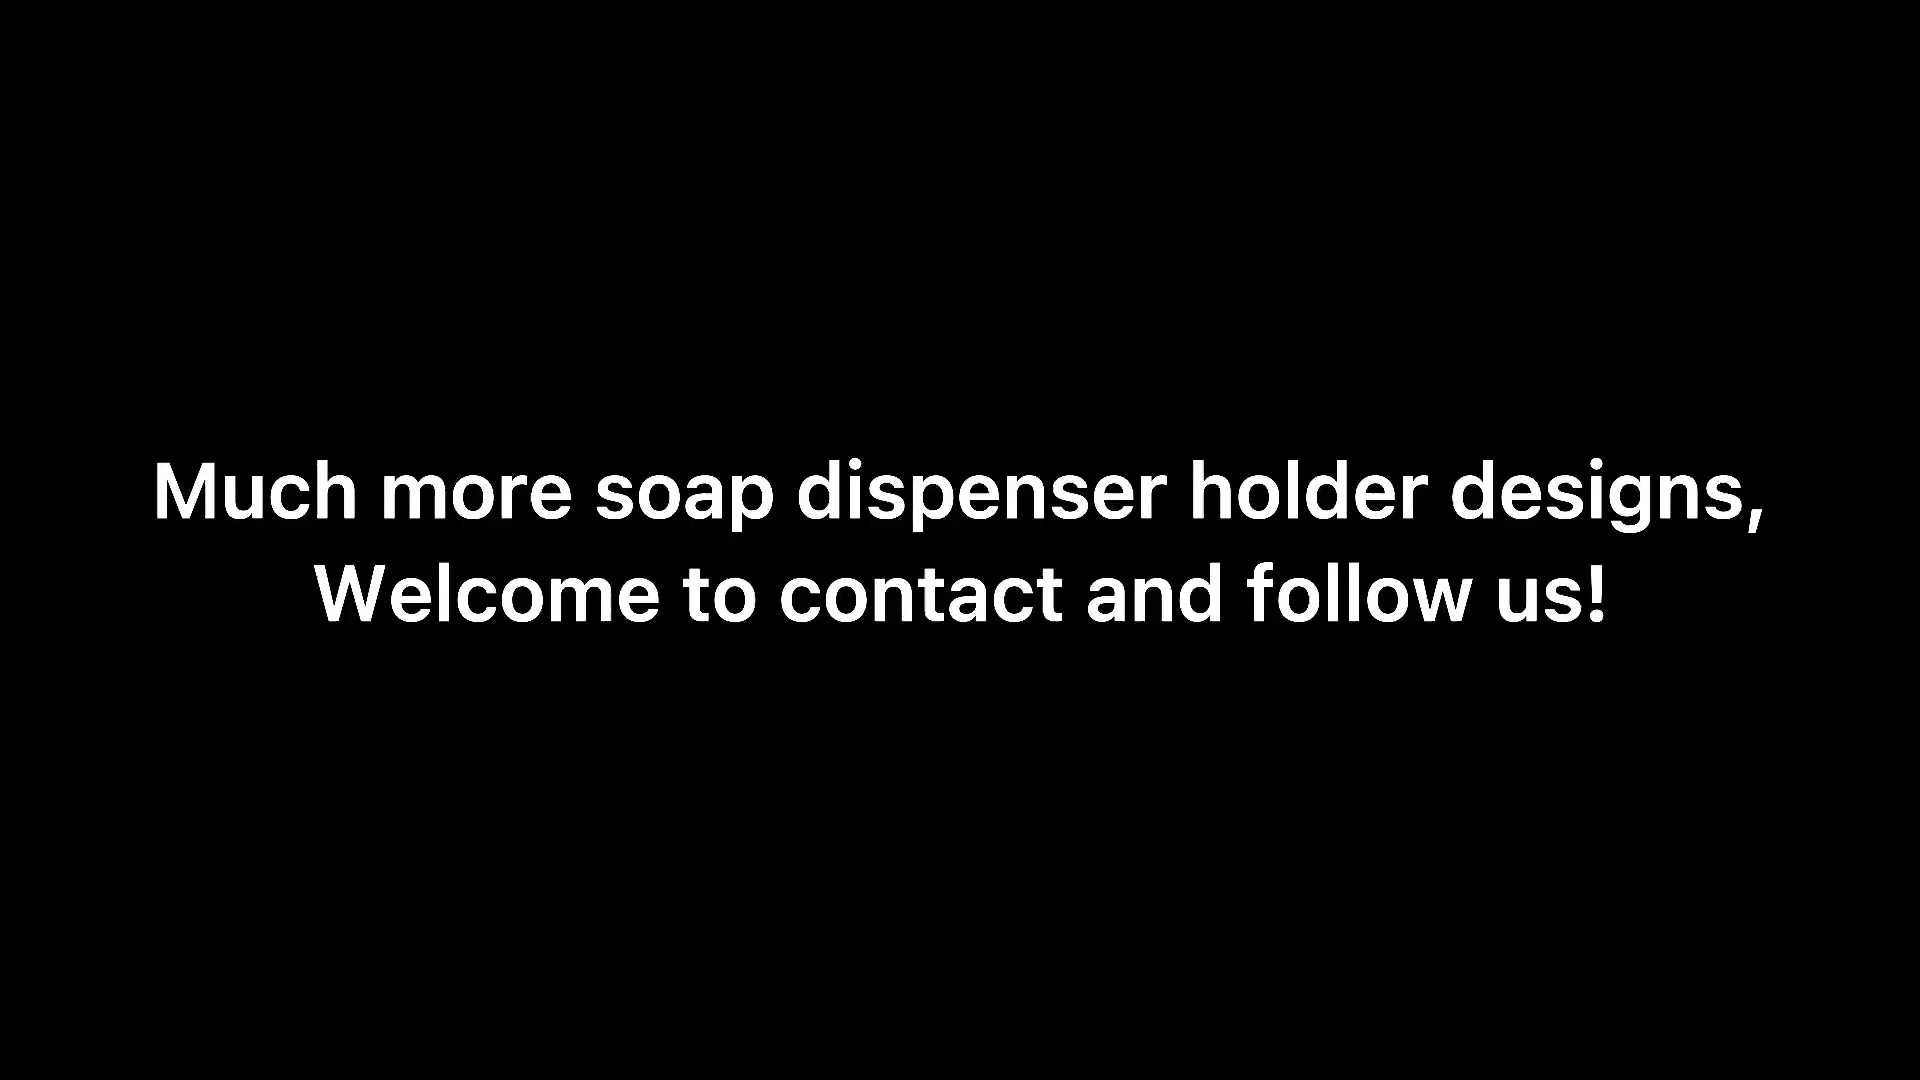 Much more soap dispenser holder designs,
Welcome to contact and follow us!